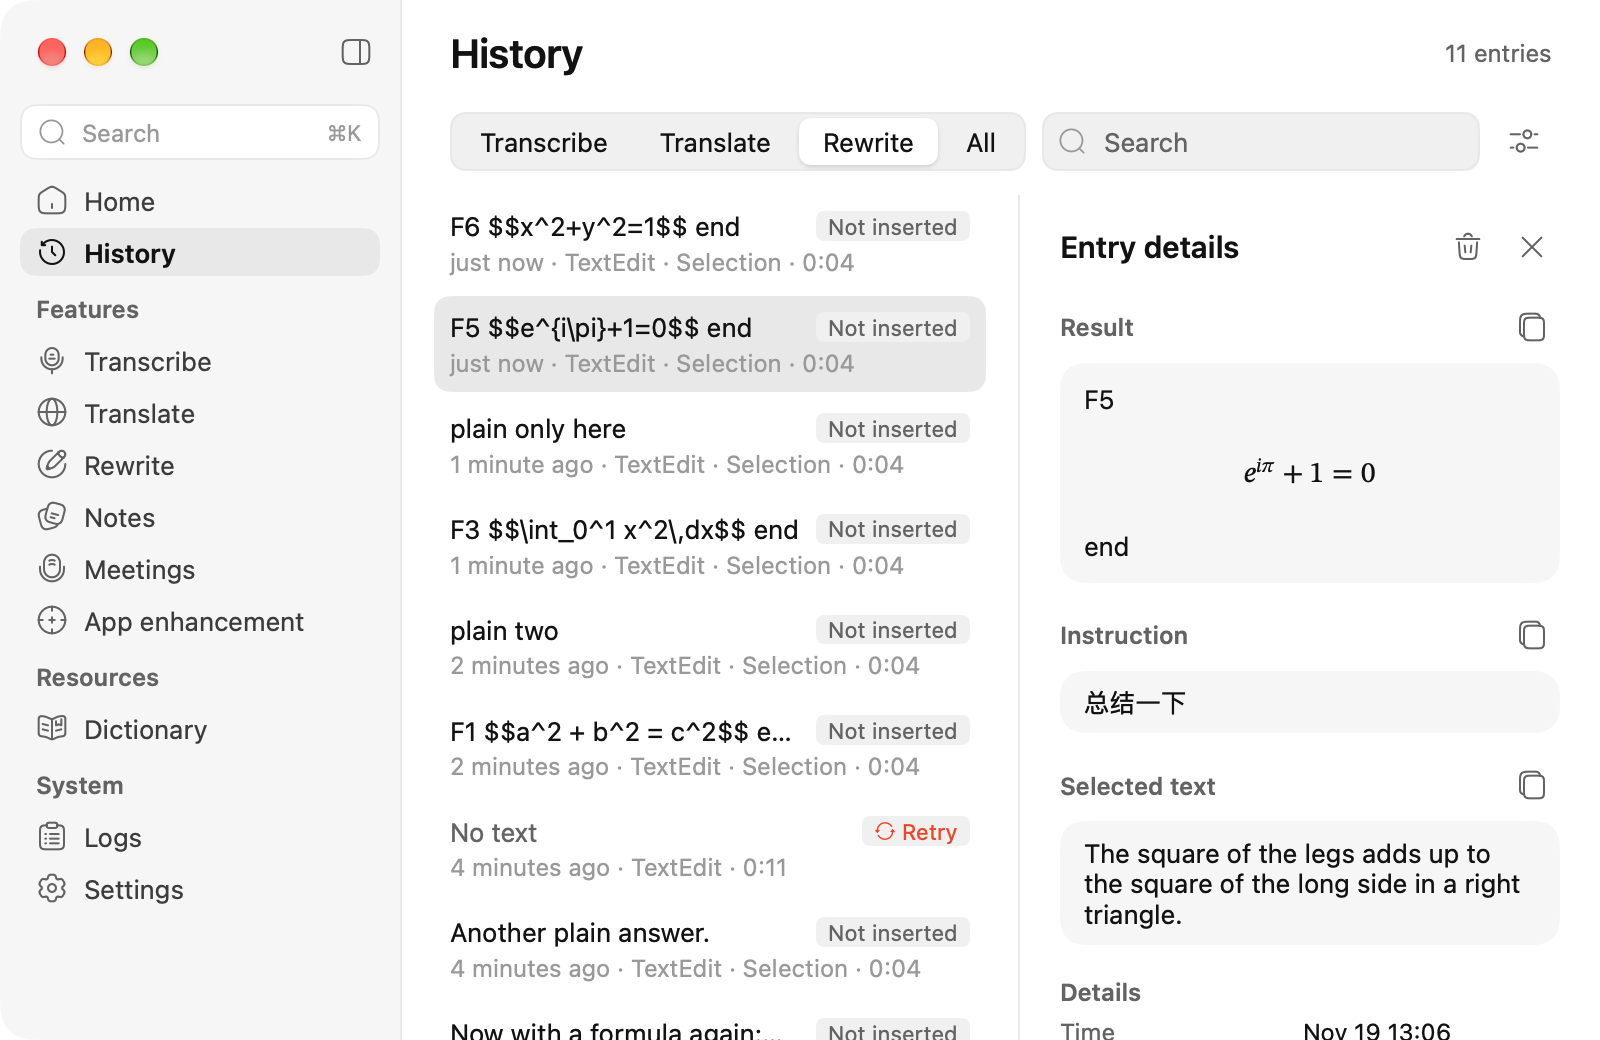 Search ⌘K
Home
History
Features
Transcribe
Translate
Rewrite
Notes
Meetings
App enhancement
Resources
Dictionary
System
Logs
Settings
History
11 entries
Transcribe Translate Rewrite All
Search
F6 $$x^2+y^2=1$$ end Not inserted
just now · TextEdit · Selection · 0:04
F5 $$e^{i\pi}+1=0$$ end Not inserted
just now · TextEdit · Selection · 0:04
plain only here Not inserted
1 minute ago · TextEdit · Selection · 0:04
F3 $$\int_0^1 x^2\,dx$$ end Not inserted
1 minute ago · TextEdit · Selection · 0:04
plain two Not inserted
2 minutes ago · TextEdit · Selection · 0:04
F1 $$a^2 + b^2 = c^2$$ e... Not inserted
2 minutes ago · TextEdit · Selection · 0:04
No text Retry
4 minutes ago · TextEdit · 0:11
Another plain answer. Not inserted
4 minutes ago · TextEdit · Selection · 0:04
Now with a formula again:... Not inserted
Entry details
Result
F5
e^{iπ} + 1 = 0
end
Instruction
总结一下
Selected text
The square of the legs adds up to
the square of the long side in a right
triangle.
Details
Time Nov 19 13:06